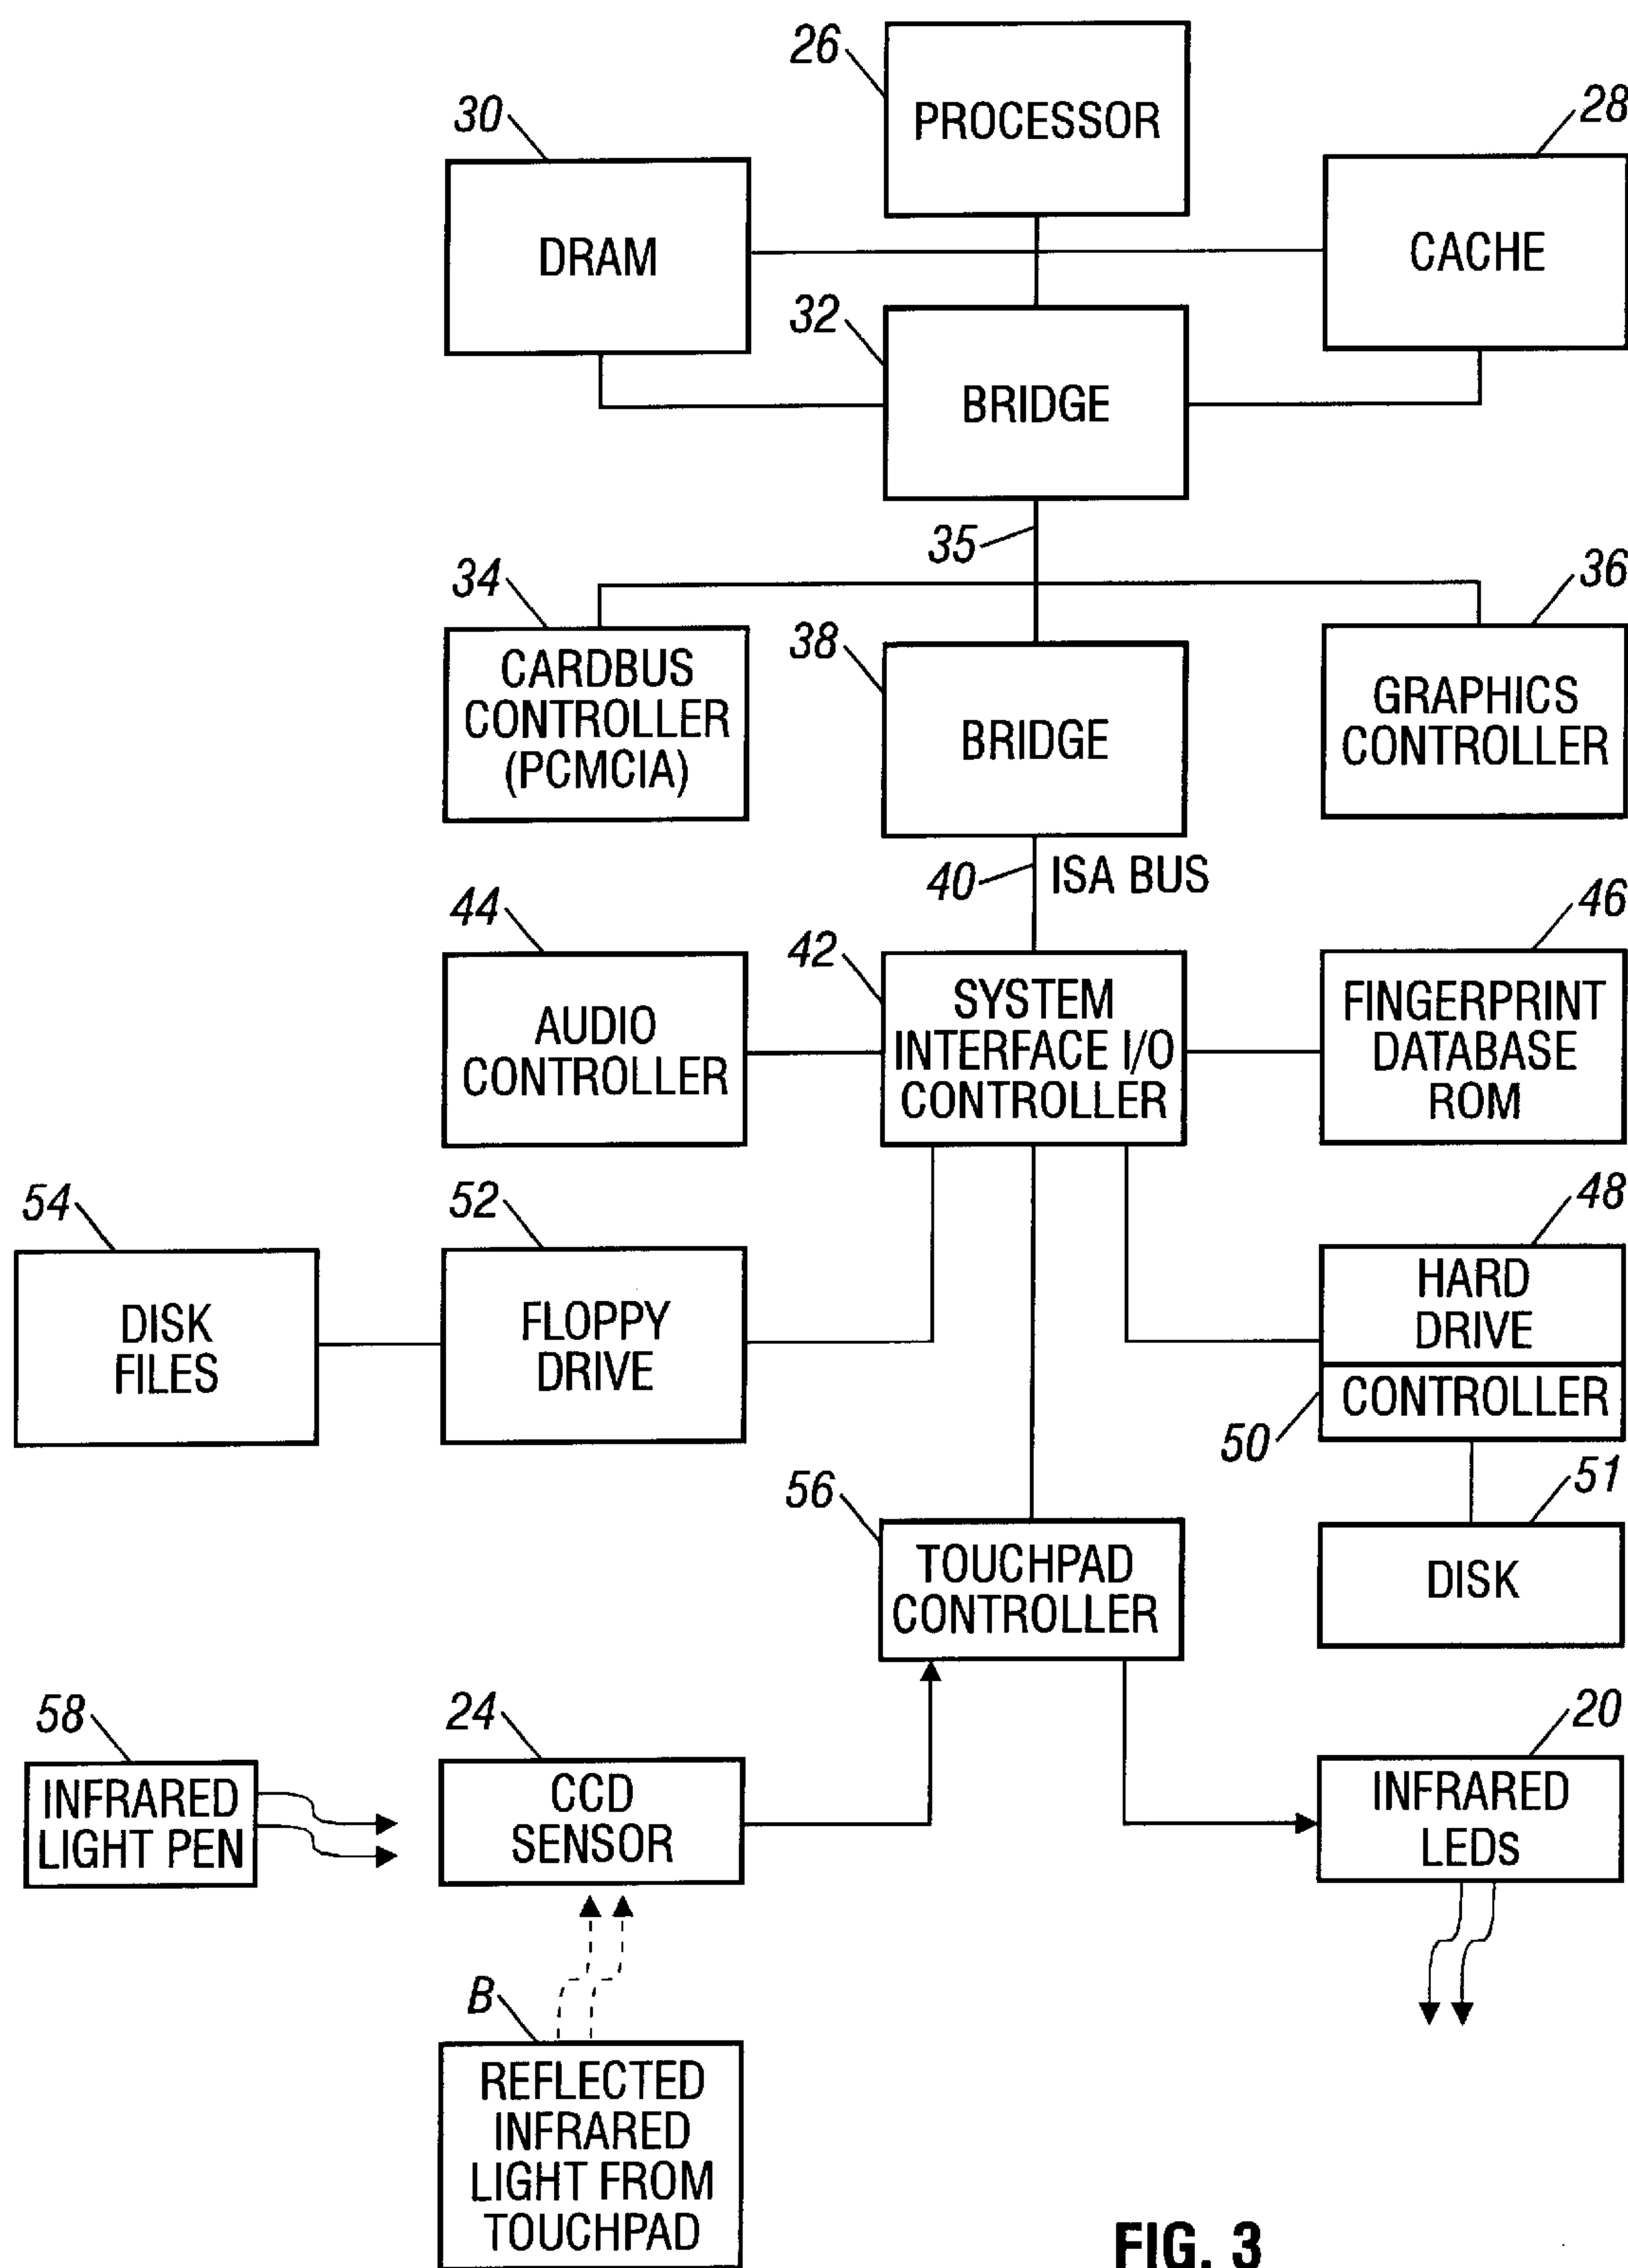 26
PROCESSOR
30
DRAM
28
CACHE
32
BRIDGE
35
34
CARDBUS
CONTROLLER
(PCMCIA)
38
BRIDGE
36
GRAPHICS
CONTROLLER
40
ISA BUS
44
AUDIO
CONTROLLER
42
SYSTEM
INTERFACE I/O
CONTROLLER
46
FINGERPRINT
DATABASE
ROM
54
DISK
FILES
52
FLOPPY
DRIVE
48
HARD
DRIVE
CONTROLLER
50
51
DISK
56
TOUCHPAD
CONTROLLER
58
INFRARED
LIGHT PEN
24
CCD
SENSOR
20
INFRARED
LEDs
B
REFLECTED
INFRARED
LIGHT FROM
TOUCHPAD
FIG. 3